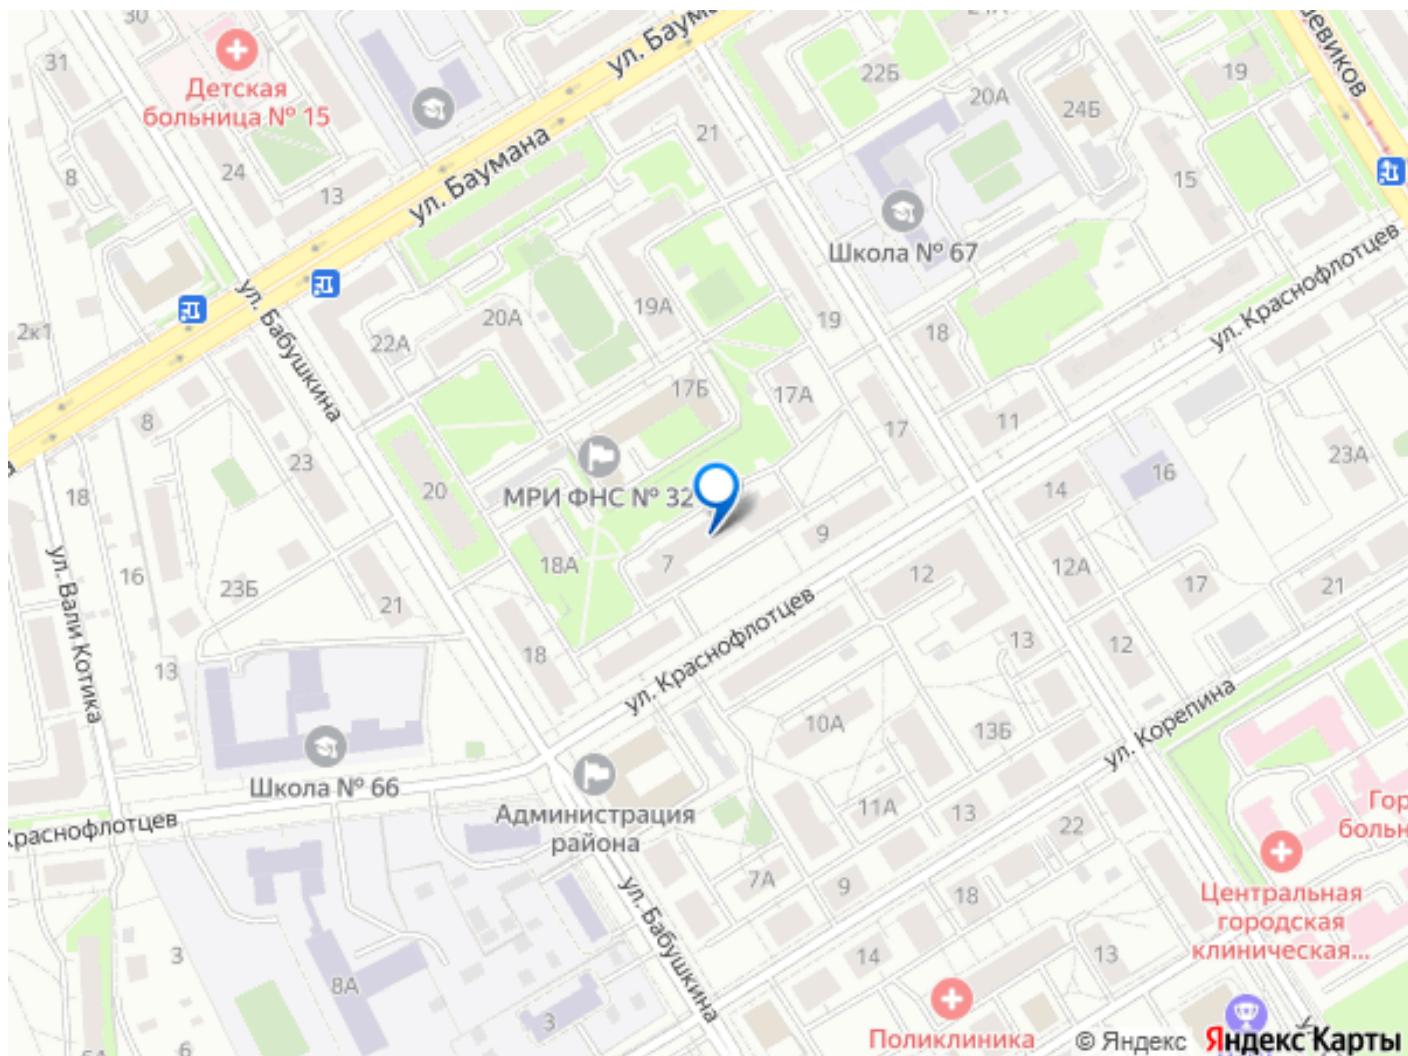 30
31
Детская
больница № 15
ул. Баумана
22Б
20А
24Б
19
21
15
8
24
13
ул. Баумана
Школа № 67
2к1
ул. Бабушкина
20А
19А
19
18
22А
ул. Краснофлотцев
17Б
17А
8
11
17
23
20
МРИ ФНС № 32
18
14
16
23А
9
7
18А
12
12А
17
21
16
23Б
21
ул. Вали Котика
ул. Краснофлотцев
13
12
18
13
ул. Корепина
10А
13Б
Школа № 66
Администрация
района
11А
13
22
Краснофлотцев
7А
9
18
Центральная
городская
клиническая...
ул. Бабушкина
3
8А
14
13
3
6
Поликлиника
© Яндекс
Яндекс Карты